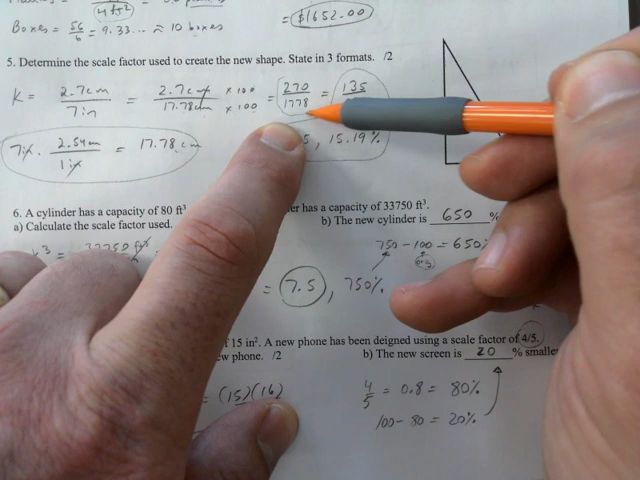 4ft²
Boxes = 56/6 = 9.33... ≈ 10 boxes
= $1652.00
5. Determine the scale factor used to create the new shape. State in 3 formats. /2
K = 2.7cm/7in = 2.7cm/17.78cm × 100/× 100 = 270/1778 = 135
7in · 2.54cm/1in = 17.78 cm
5, 15.19%
6. A cylinder has a capacity of 80 ft³
er has a capacity of 33750 ft³.
a) Calculate the scale factor used.
b) The new cylinder is 650 %
750 - 100 = 650%
= 7.5, 750%
f 15 in². A new phone has been deigned using a scale factor of 4/5.
ew phone. /2
b) The new screen is 20 % smaller
= (15)(16)
4/5 = 0.8 = 80%
100 - 80 = 20%